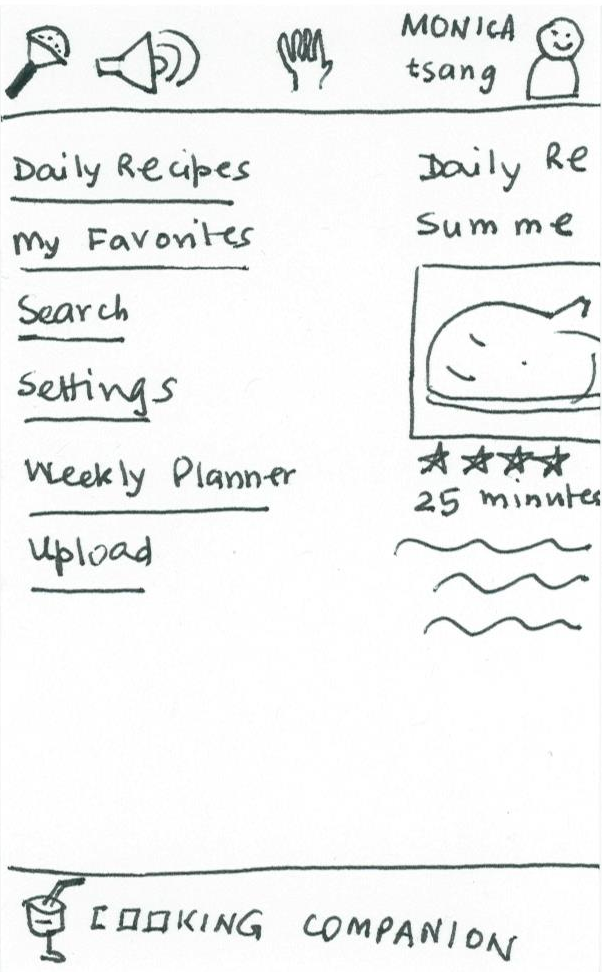 MONICA
tsang
Daily Recipes
My Favorites
Search
Settings
Weekly Planner
Upload
Daily Re
Summe
25 minutes
COOKING COMPANION